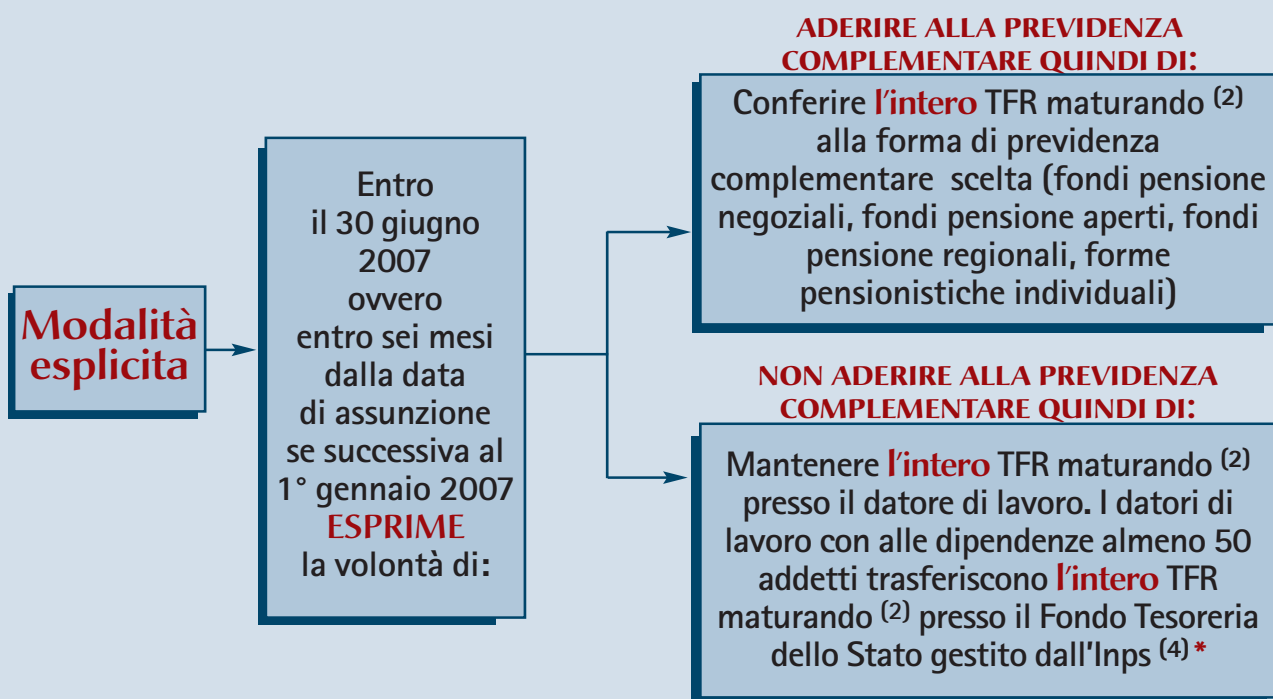 Modalità
esplicita
Entro
il 30 giugno
2007
ovvero
entro sei mesi
dalla data
di assunzione
se successiva al
1° gennaio 2007
ESPRIME
la volontà di:
ADERIRE ALLA PREVIDENZA
COMPLEMENTARE QUINDI DI:
Conferire l'intero TFR maturando (2)
alla forma di previdenza
complementare scelta (fondi pensione
negoziali, fondi pensione aperti, fondi
pensione regionali, forme
pensionistiche individuali)
NON ADERIRE ALLA PREVIDENZA
COMPLEMENTARE QUINDI DI:
Mantenere l'intero TFR maturando (2)
presso il datore di lavoro. I datori di
lavoro con alle dipendenze almeno 50
addetti trasferiscono l'intero TFR
maturando (2) presso il Fondo Tesoreria
dello Stato gestito dall'Inps (4) *